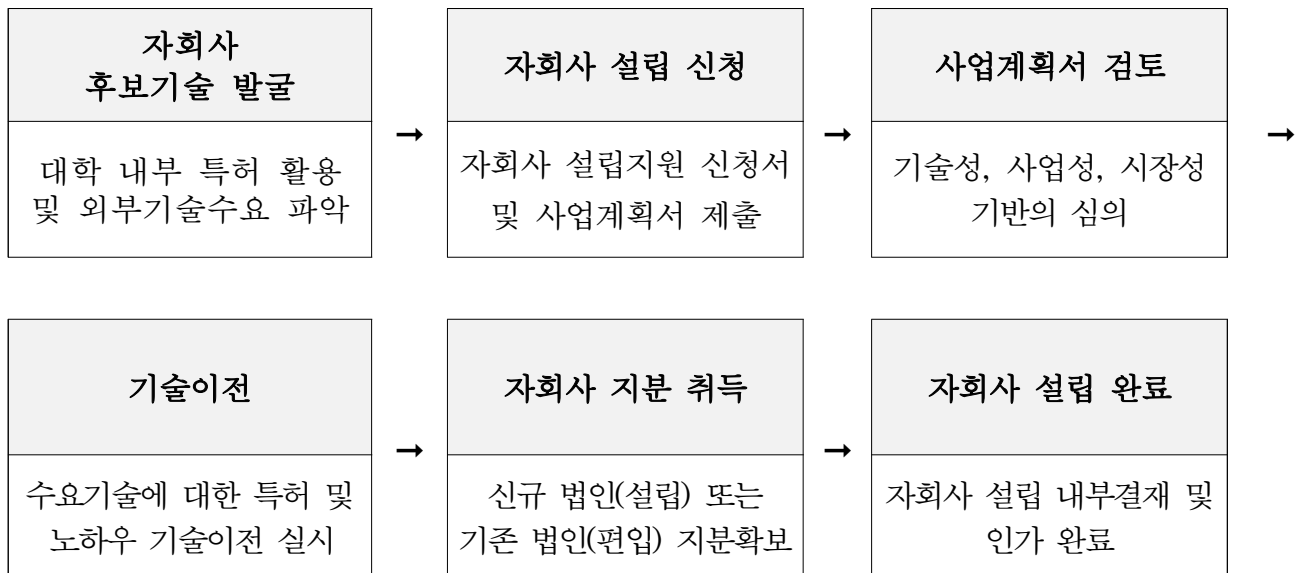 자회사
후보기술 발굴
대학 내부 특허 활용
및 외부기술수요 파악
→
자회사 설립 신청
자회사 설립지원 신청서
및 사업계획서 제출
→
사업계획서 검토
기술성, 사업성, 시장성
기반의 심의
→
기술이전
수요기술에 대한 특허 및
노하우 기술이전 실시
→
자회사 지분 취득
신규 법인(설립) 또는
기존 법인(편입) 지분확보
→
자회사 설립 완료
자회사 설립 내부결재 및
인가 완료